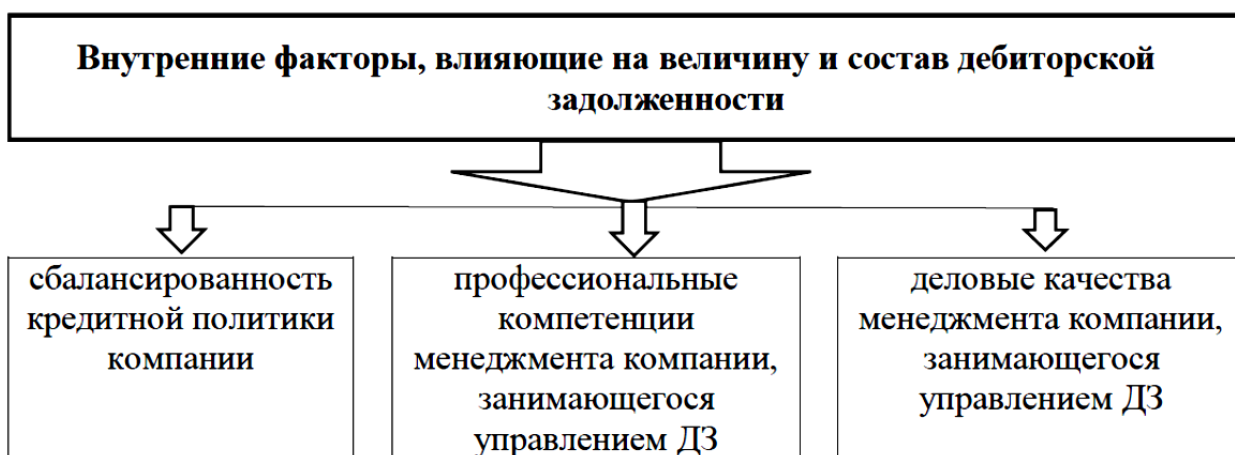 Внутренние факторы, влияющие на величину и состав дебиторской
задолженности
сбалансированность
кредитной политики
компании
профессиональные
компетенции
менеджмента компании,
занимающегося
управлением ДЗ
деловые качества
менеджмента компании,
занимающегося
управлением ДЗ